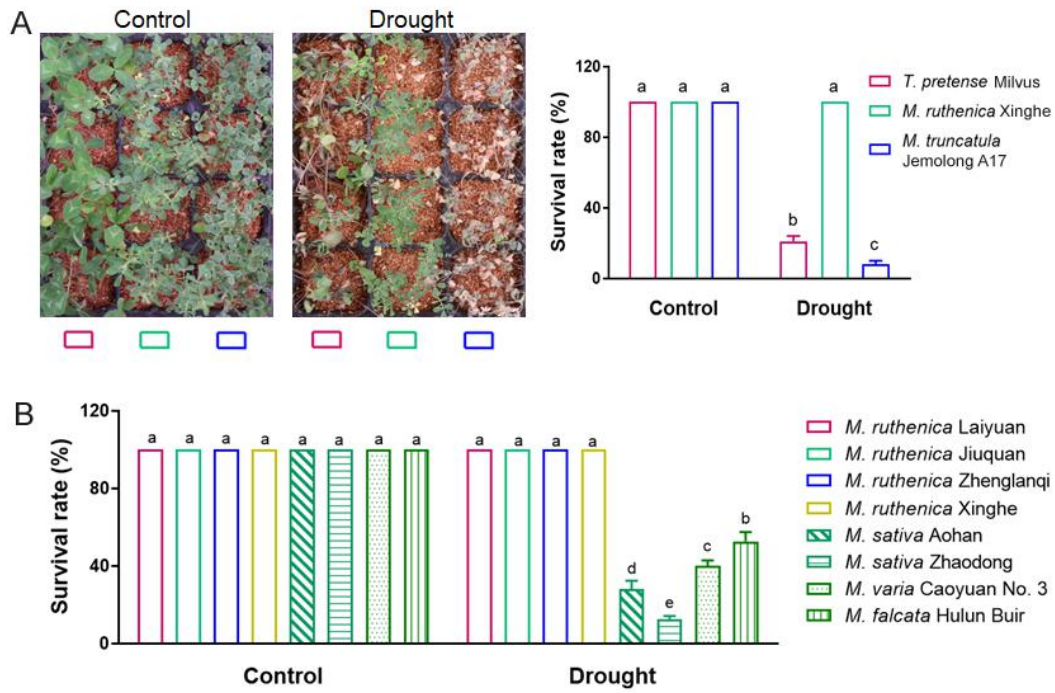 A
Control
Drought
Survival rate (%)
120
80
40
0
a
a
a
b
a
c
Control
Drought
T. pretense Milvus
M. ruthenica Xinghe
M. truncatula
Jemolong A17
B
Survival rate (%)
120
80
40
0
a a a a a a a a
a a a a
d
e
c
b
Control
Drought
M. ruthenica Laiyuan
M. ruthenica Jiuquan
M. ruthenica Zhenglanqi
M. ruthenica Xinghe
M. sativa Aohan
M. sativa Zhaodong
M. varia Caoyuan No. 3
M. falcata Hulun Buir